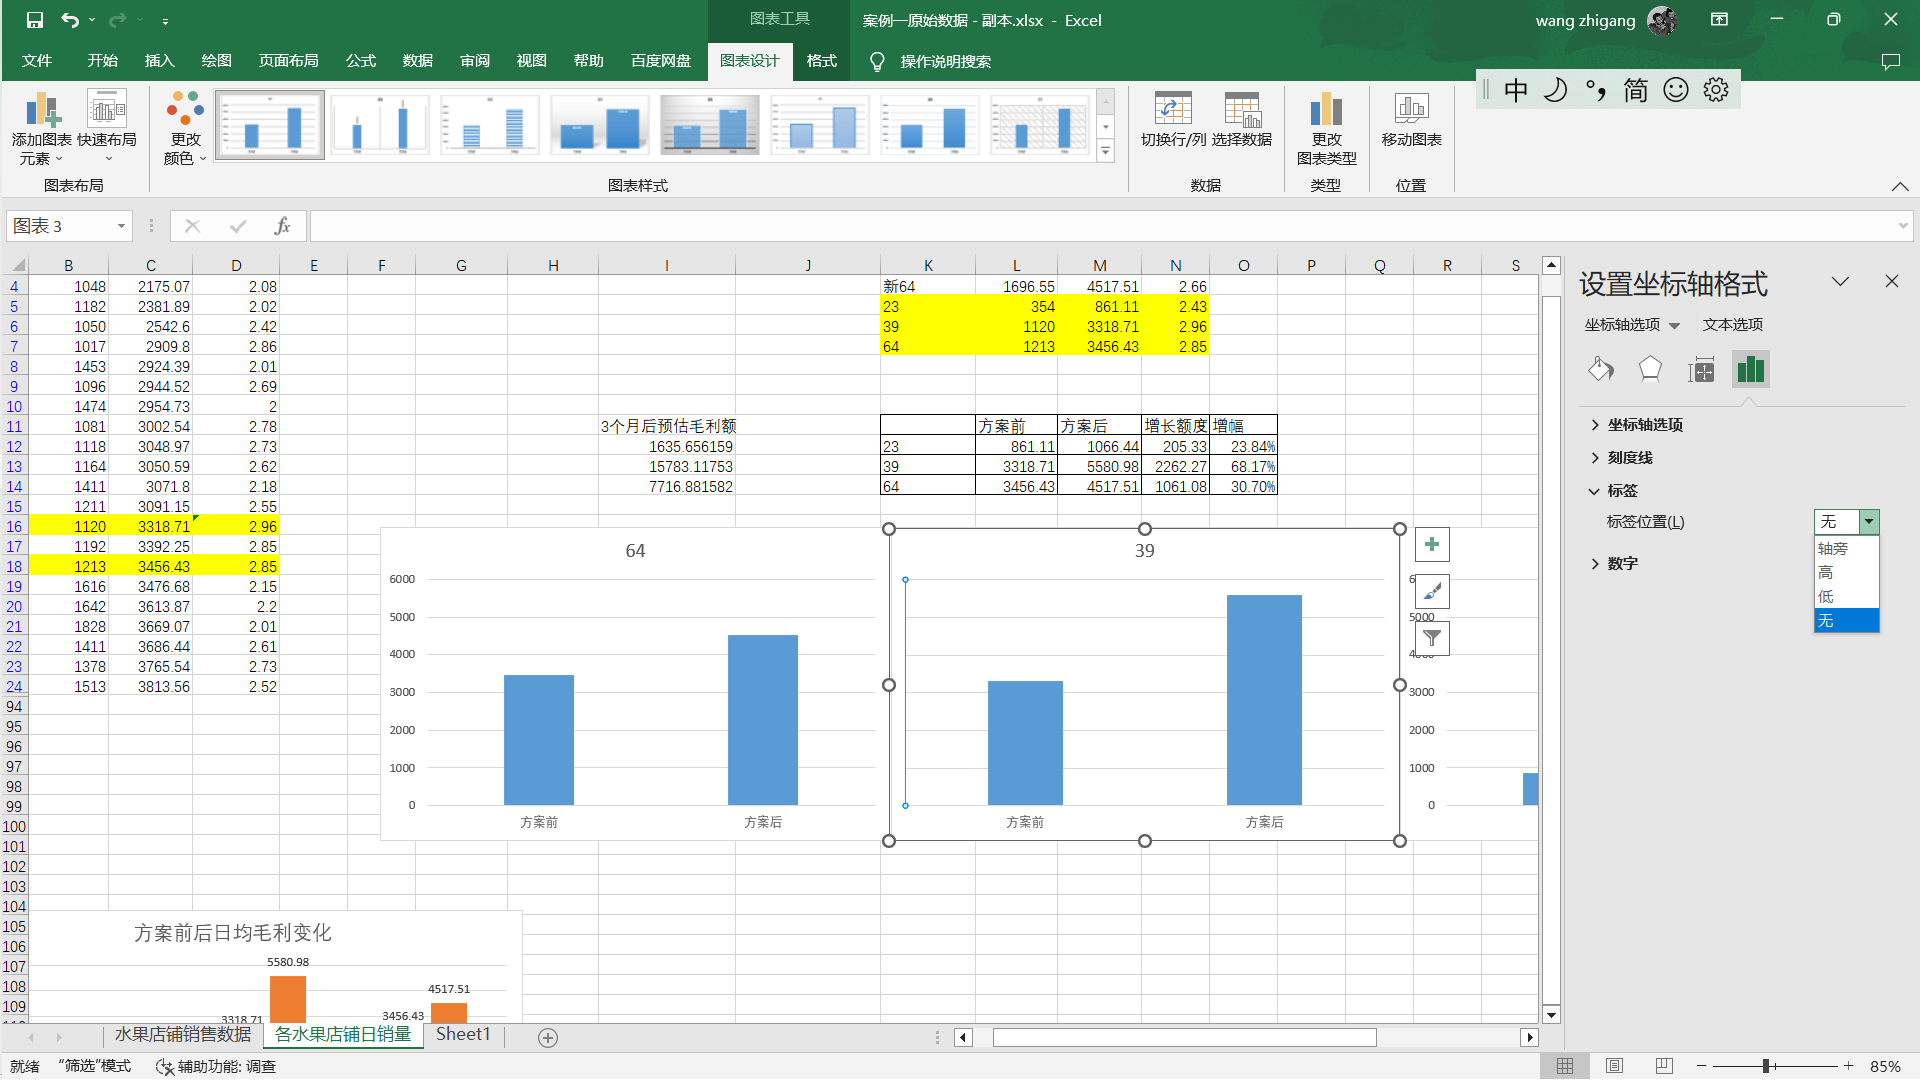 图表工具
案例一原始数据 - 副本.xlsx - Excel
wang zhigang
文件 开始 插入 绘图 页面布局 公式 数据 审阅 视图 帮助 百度网盘 图表设计 格式 操作说明搜索
中 简
添加图表元素 快速布局 更改颜色 切换行/列 选择数据 更改图表类型 移动图表
图表布局 图表样式 数据 类型 位置
图表 3 fx
B C D E F G H I J K L M N O P Q R S
4 1048 2175.07 2.08 新64 1696.55 4517.51 2.66
5 1182 2381.89 2.02 23 354 861.11 2.43
6 1050 2542.6 2.42 39 1120 3318.71 2.96
7 1017 2909.8 2.86 64 1213 3456.43 2.85
8 1453 2924.39 2.01
9 1096 2944.52 2.69
10 1474 2954.73 2
11 1081 3002.54 2.78 3个月后预估毛利额 方案前 方案后 增长额度 增幅
12 1118 3048.97 2.73 1635.656159 23 861.11 1066.44 205.33 23.84%
13 1164 3050.59 2.62 15783.11753 39 3318.71 5580.98 2262.27 68.17%
14 1411 3071.8 2.18 7716.881582 64 3456.43 4517.51 1061.08 30.70%
15 1211 3091.15 2.55
16 1120 3318.71 2.96
17 1192 3392.25 2.85
18 1213 3456.43 2.85
19 1616 3476.68 2.15
20 1642 3613.87 2.2
21 1828 3669.07 2.01
22 1411 3686.44 2.61
23 1378 3765.54 2.73
24 1513 3813.56 2.52
94
95
96
97
98
99
100
101
102
103
104
105
106
107
108
109
64
6000
5000
4000
3000
2000
1000
0
方案前 方案后
39
方案前 方案后
5000
3000
2000
1000
0
方案前后日均毛利变化
5580.98
4517.51
3318.71
3456.43
设置坐标轴格式
坐标轴选项 文本选项
坐标轴选项
刻度线
标签
标签位置(L) 无
轴旁
高
低
无
数字
水果店铺销售数据 各水果店铺日销量 Sheet1
就绪 “筛选”模式 辅助功能: 调查 85%